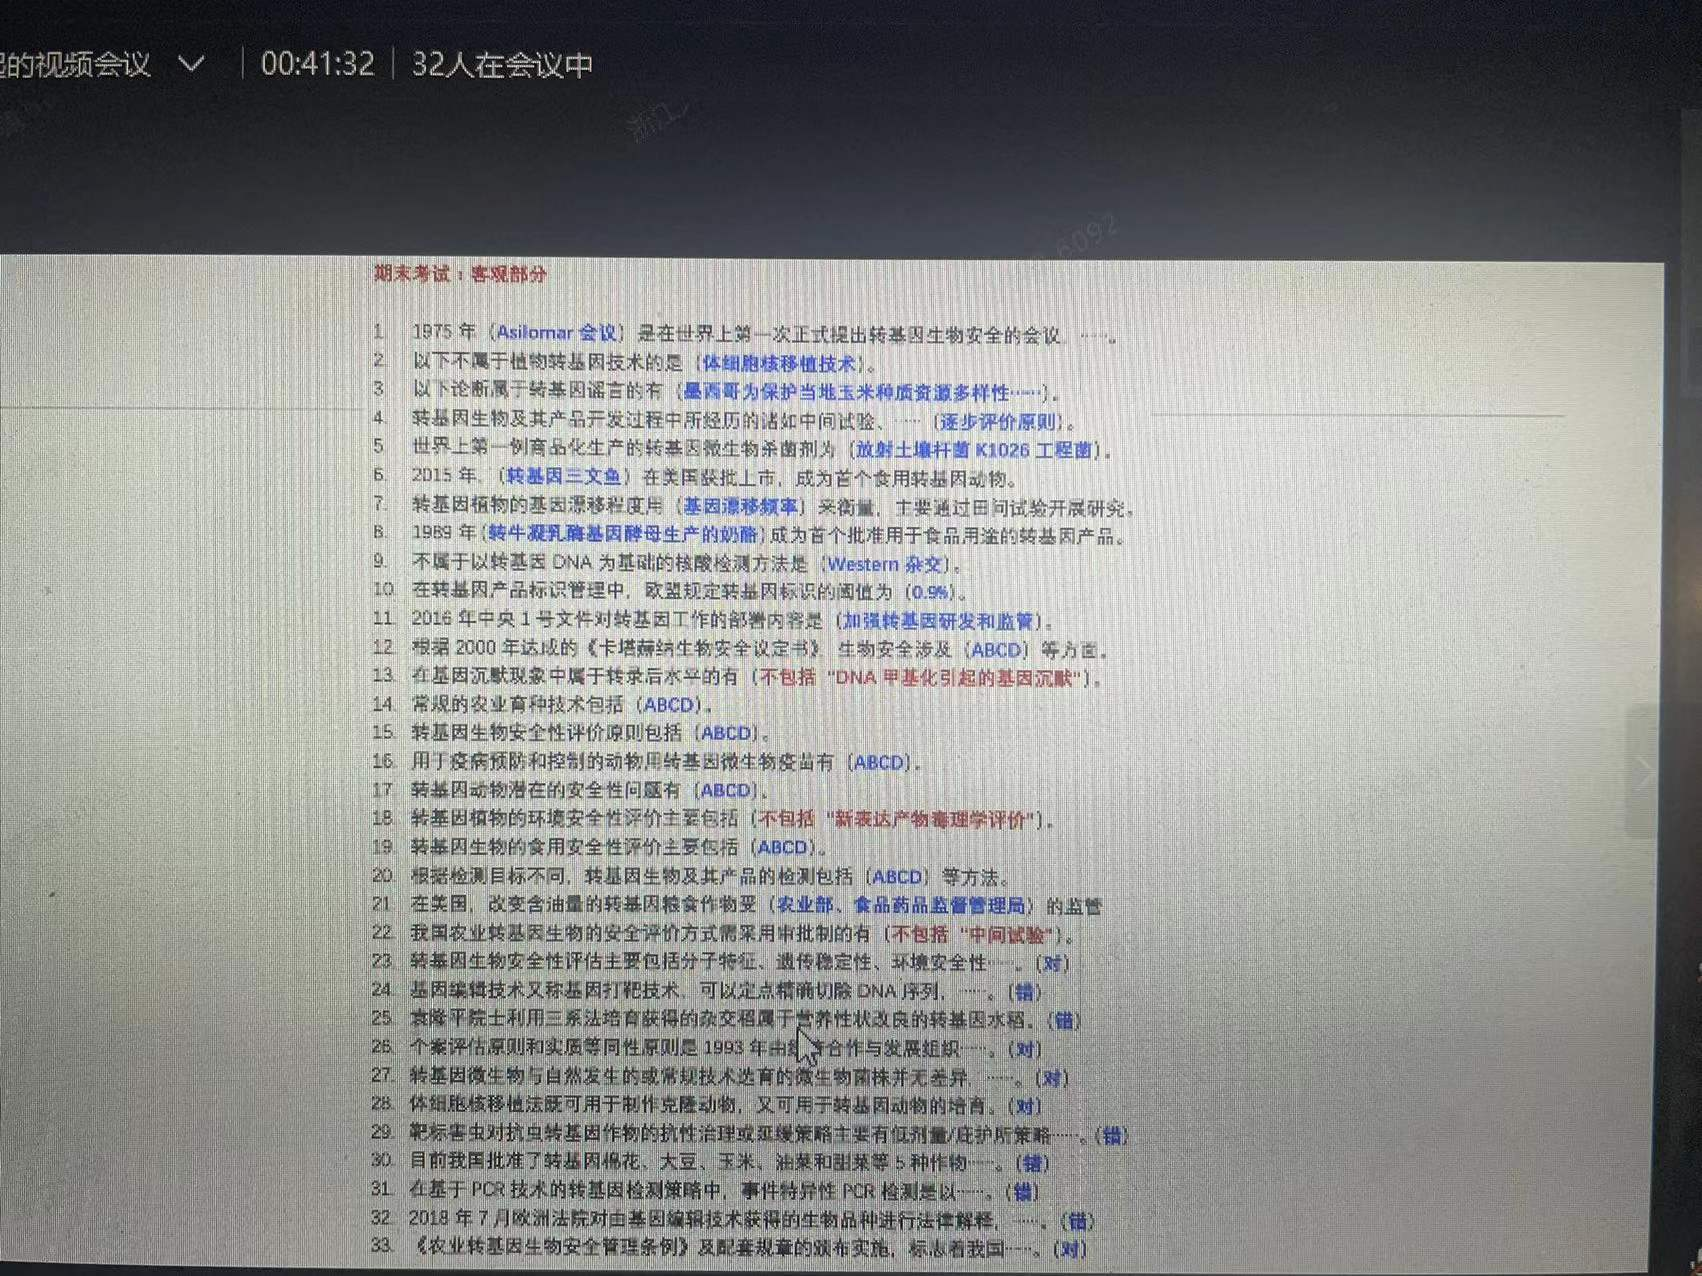 的视频会议 00:41:32 32人在会议中
浙江
6092
期末考试：客观部分
1. 1975 年（Asilomar 会议）是在世界上第一次正式提出转基因生物安全的会议，……。
2. 以下不属于植物转基因技术的是（体细胞核移植技术）。
3. 以下论断属于转基因谣言的有（墨西哥为保护当地玉米种质资源多样性……）。
4. 转基因生物及其产品开发过程中所经历的诸如中间试验、……（逐步评价原则）。
5. 世界上第一例商品化生产的转基因微生物杀菌剂为（放射土壤杆菌 K1026 工程菌）。
6. 2015 年，（转基因三文鱼）在美国获批上市，成为首个食用转基因动物。
7. 转基因植物的基因漂移程度用（基因漂移频率）来衡量，主要通过田间试验开展研究。
8. 1989 年（转牛凝乳酶基因酵母生产的奶酪）成为首个批准用于食品用途的转基因产品。
9. 不属于以转基因 DNA 为基础的核酸检测方法是（Western 杂交）。
10. 在转基因产品标识管理中，欧盟规定转基因标识的阈值为（0.9%）。
11. 2016 年中央 1 号文件对转基因工作的部署内容是（加强转基因研发和监管）。
12. 根据 2000 年达成的《卡塔赫纳生物安全议定书》，生物安全涉及（ABCD）等方面。
13. 在基因沉默现象中属于转录后水平的有（不包括 "DNA 甲基化引起的基因沉默"）。
14. 常规的农业育种技术包括（ABCD）。
15. 转基因生物安全性评价原则包括（ABCD）。
16. 用于疫病预防和控制的动物用转基因微生物疫苗有（ABCD）。
17. 转基因动物潜在的安全性问题有（ABCD）。
18. 转基因植物的环境安全性评价主要包括（不包括 "新表达产物毒理学评价"）。
19. 转基因生物的食用安全性评价主要包括（ABCD）。
20. 根据检测目标不同，转基因生物及其产品的检测包括（ABCD）等方法。
21. 在美国，改变含油量的转基因粮食作物受（农业部、食品药品监督管理局）的监管
22. 我国农业转基因生物的安全评价方式需采用审批制的有（不包括 "中间试验"）。
23. 转基因生物安全性评估主要包括分子特征、遗传稳定性、环境安全性……。（对）
24. 基因编辑技术又称基因打靶技术，可以定点精确切除 DNA 序列，……。（错）
25. 袁隆平院士利用三系法培育获得的杂交稻属于营养性状改良的转基因水稻。（错）
26. 个案评估原则和实质等同性原则是 1993 年由合作与发展组织……。（对）
27. 转基因微生物与自然发生的或常规技术选育的微生物菌株并无差异，……。（对）
28. 体细胞核移植法既可用于制作克隆动物，又可用于转基因动物的培育。（对）
29. 靶标害虫对抗虫转基因作物的抗性治理或延缓策略主要有低剂量/庇护所策略……。（错）
30. 目前我国批准了转基因棉花、大豆、玉米、油菜和甜菜等 5 种作物……。（错）
31. 在基于 PCR 技术的转基因检测策略中，事件特异性 PCR 检测是以……。（错）
32. 2018 年 7 月欧洲法院对由基因编辑技术获得的生物品种进行法律解释，……。（错）
33. 《农业转基因生物安全管理条例》及配套规章的颁布实施，标志着我国……。（对）